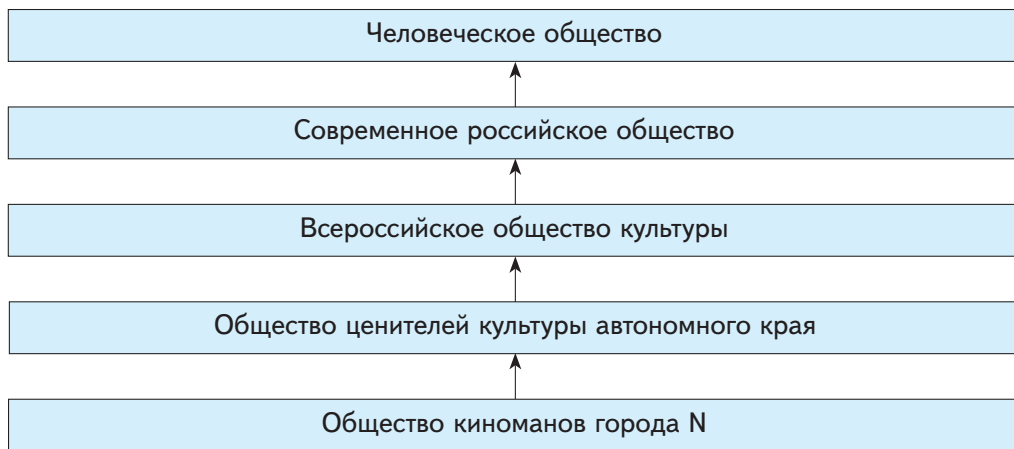 Человеческое общество
Современное российское общество
Всероссийское общество культуры
Общество ценителей культуры автономного края
Общество киноманов города N